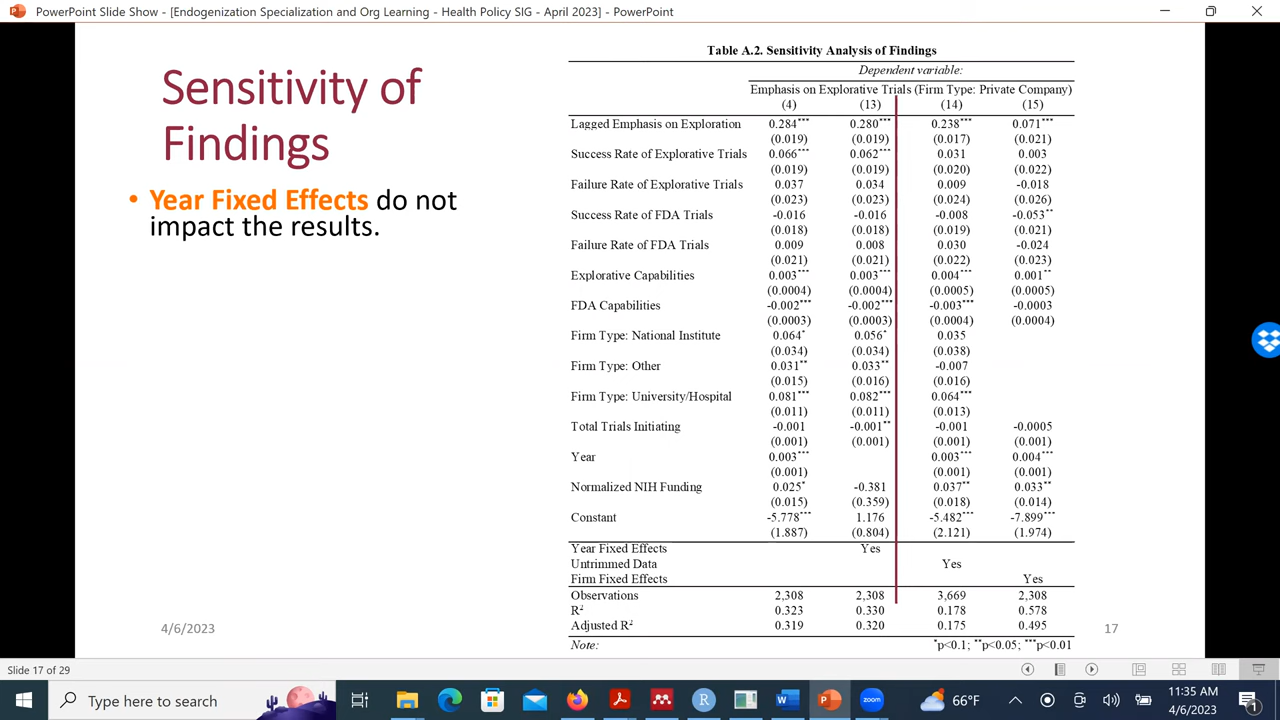 PowerPoint Slide Show - [Endogenization Specialization and Org Learning - Health Policy SIG - April 2023] - PowerPoint
Sensitivity of
Findings
• Year Fixed Effects do not
impact the results.
4/6/2023
Table A.2. Sensitivity Analysis of Findings
Dependent variable:
Emphasis on Explorative Trials (Firm Type: Private Company)
(4) (13) (14) (15)
Lagged Emphasis on Exploration 0.284*** 0.280*** 0.238*** 0.071***
(0.019) (0.019) (0.017) (0.021)
Success Rate of Explorative Trials 0.066*** 0.062*** 0.031 0.003
(0.019) (0.019) (0.020) (0.022)
Failure Rate of Explorative Trials 0.037 0.034 0.009 -0.018
(0.023) (0.023) (0.024) (0.026)
Success Rate of FDA Trials -0.016 -0.016 -0.008 -0.053**
(0.018) (0.018) (0.019) (0.021)
Failure Rate of FDA Trials 0.009 0.008 0.030 -0.024
(0.021) (0.021) (0.022) (0.023)
Explorative Capabilities 0.003*** 0.003*** 0.004*** 0.001**
(0.0004) (0.0004) (0.0005) (0.0005)
FDA Capabilities -0.002*** -0.002*** -0.003*** -0.0003
(0.0003) (0.0003) (0.0004) (0.0004)
Firm Type: National Institute 0.064* 0.056* 0.035
(0.034) (0.034) (0.038)
Firm Type: Other 0.031** 0.033** -0.007
(0.015) (0.016) (0.016)
Firm Type: University/Hospital 0.081*** 0.082*** 0.064***
(0.011) (0.011) (0.013)
Total Trials Initiating -0.001 -0.001** -0.001 -0.0005
(0.001) (0.001) (0.001) (0.001)
Year 0.003*** 0.003*** 0.004***
(0.001) (0.001) (0.001)
Normalized NIH Funding 0.025* -0.381 0.037** 0.033**
(0.015) (0.359) (0.018) (0.014)
Constant -5.778*** 1.176 -5.482*** -7.899***
(1.887) (0.804) (2.121) (1.974)
Year Fixed Effects Yes
Untrimmed Data Yes
Firm Fixed Effects Yes
Observations 2,308 2,308 3,669 2,308
R² 0.323 0.330 0.178 0.578
Adjusted R² 0.319 0.320 0.175 0.495
Note: *p<0.1; **p<0.05; ***p<0.01
17
Slide 17 of 29
Type here to search
R
W
P
zoom
66°F
11:35 AM
4/6/2023
1